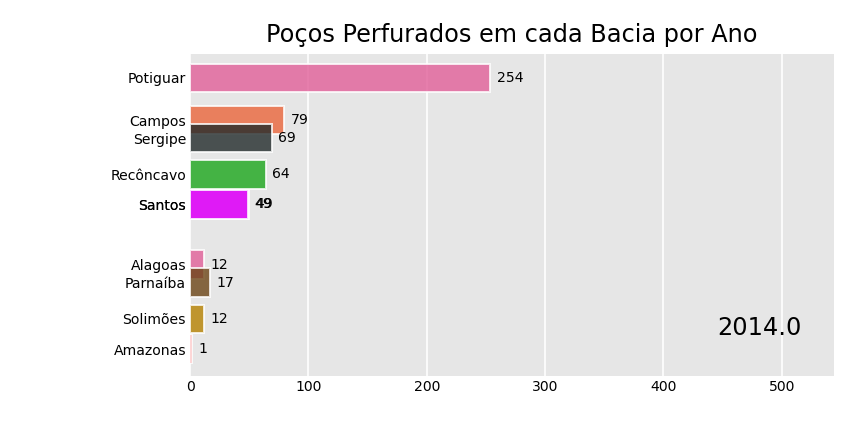 Poços Perfurados em cada Bacia por Ano
Potiguar 254
Campos 79
Sergipe 69
Recôncavo 64
Santos 49
Alagoas 12
Parnaíba 17
Solimões 12
2014.0
Amazonas 1
0 100 200 300 400 500